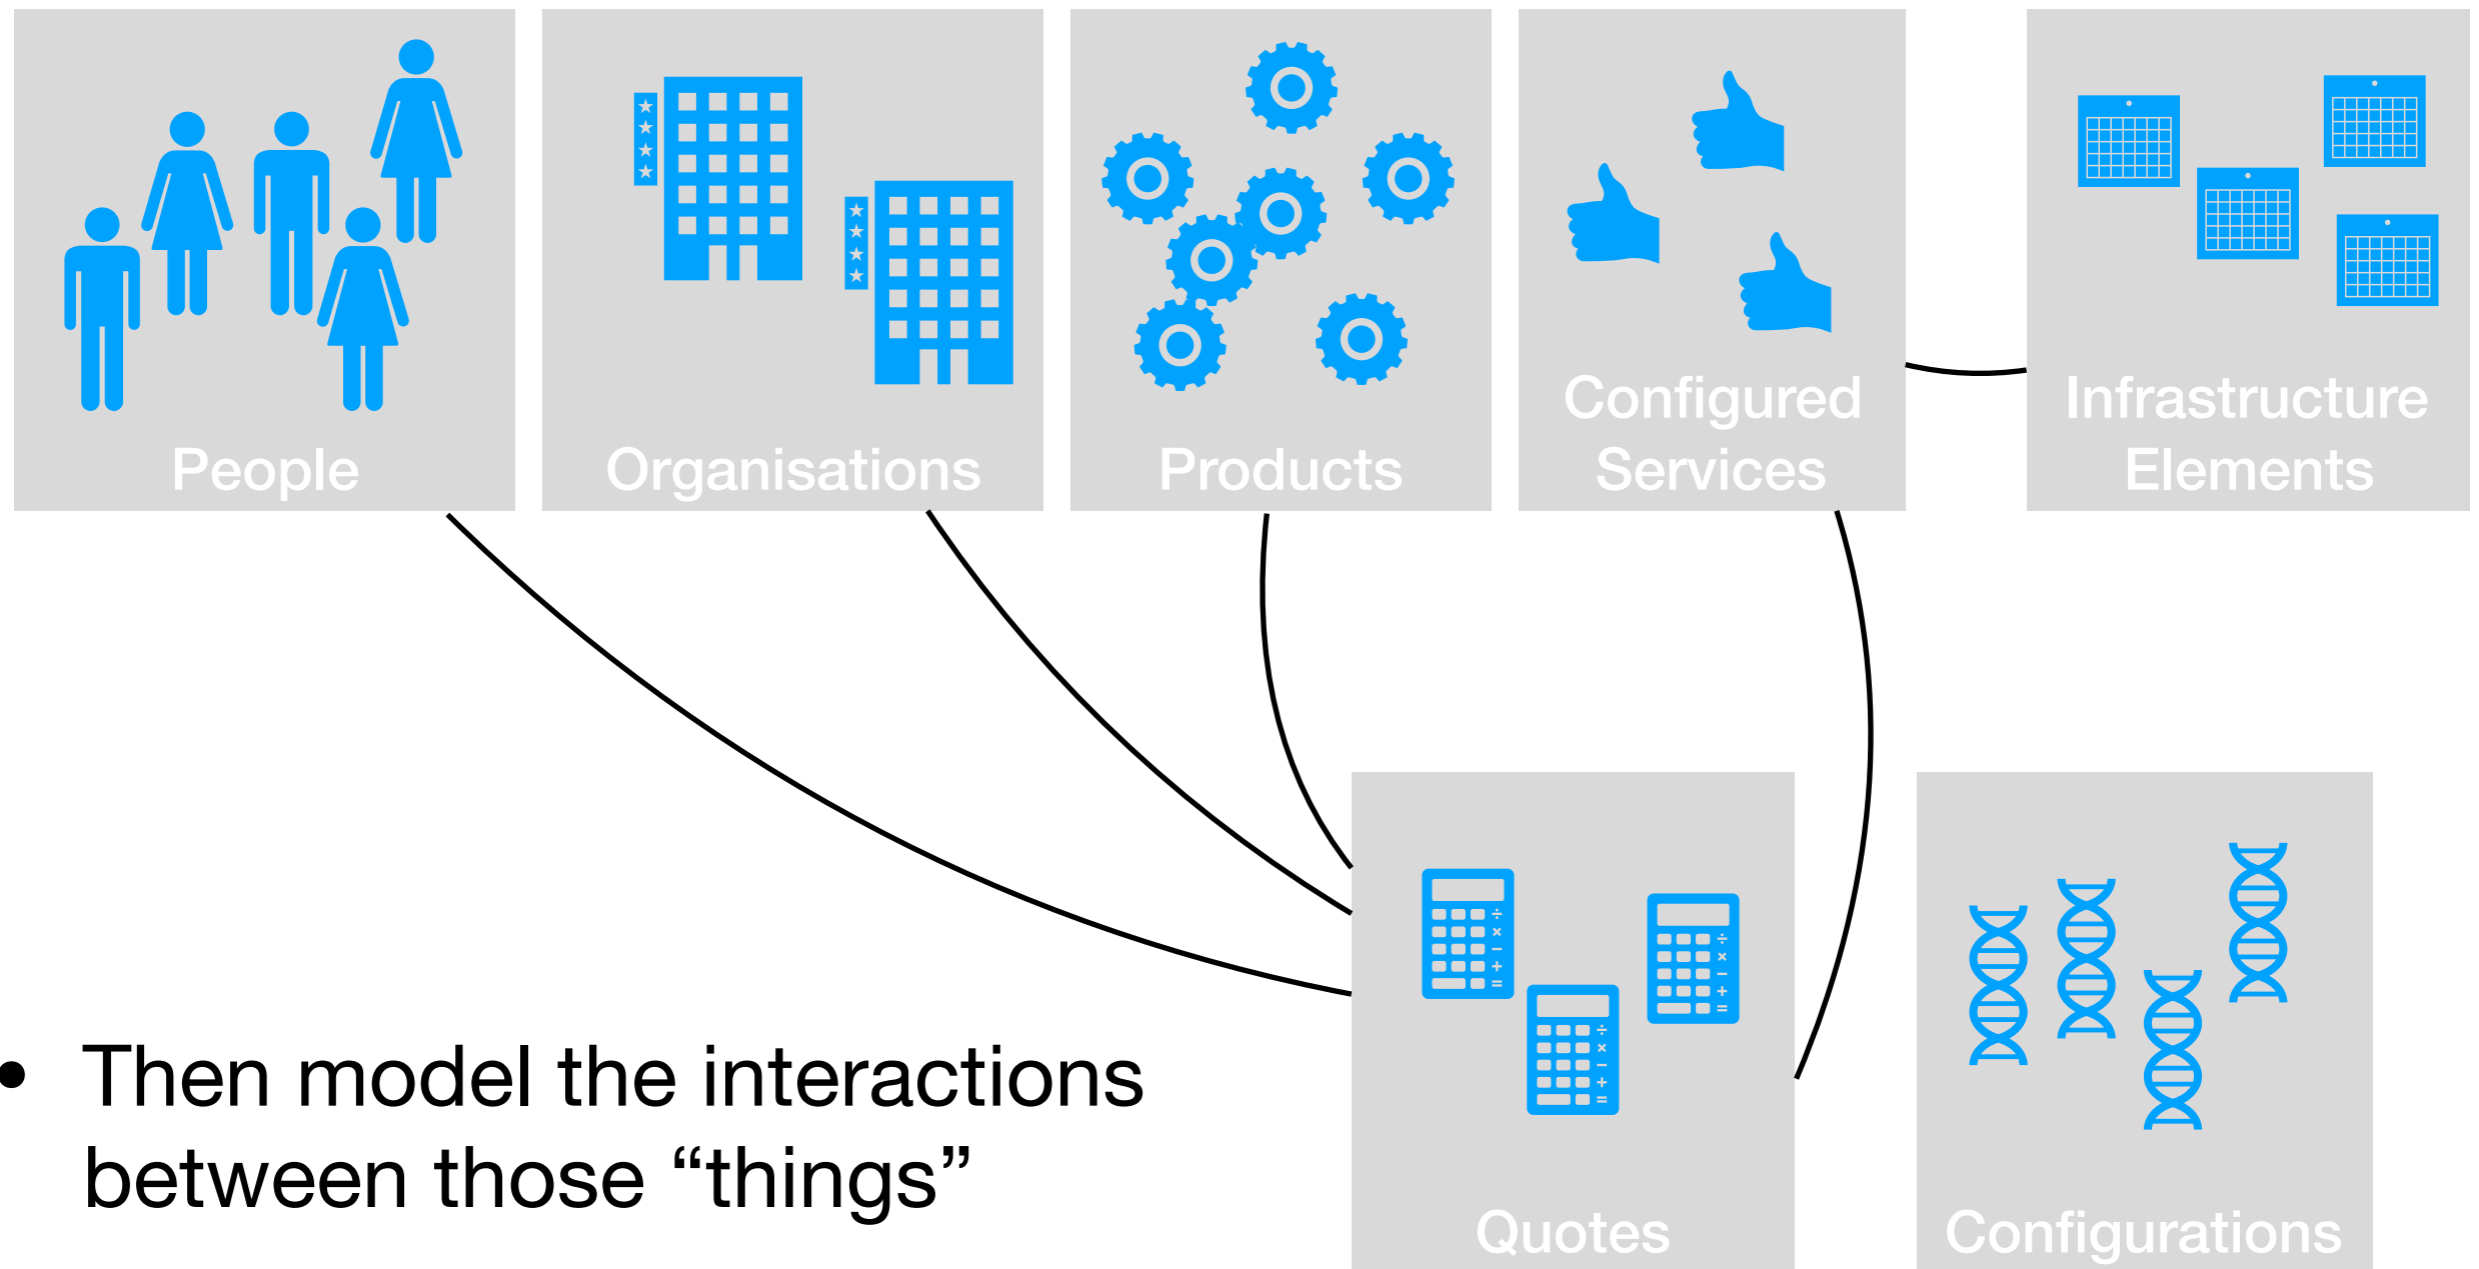 People
Organisations
Products
Configured
Services
Infrastructure
Elements
• Then model the interactions
between those “things”
Quotes
Configurations